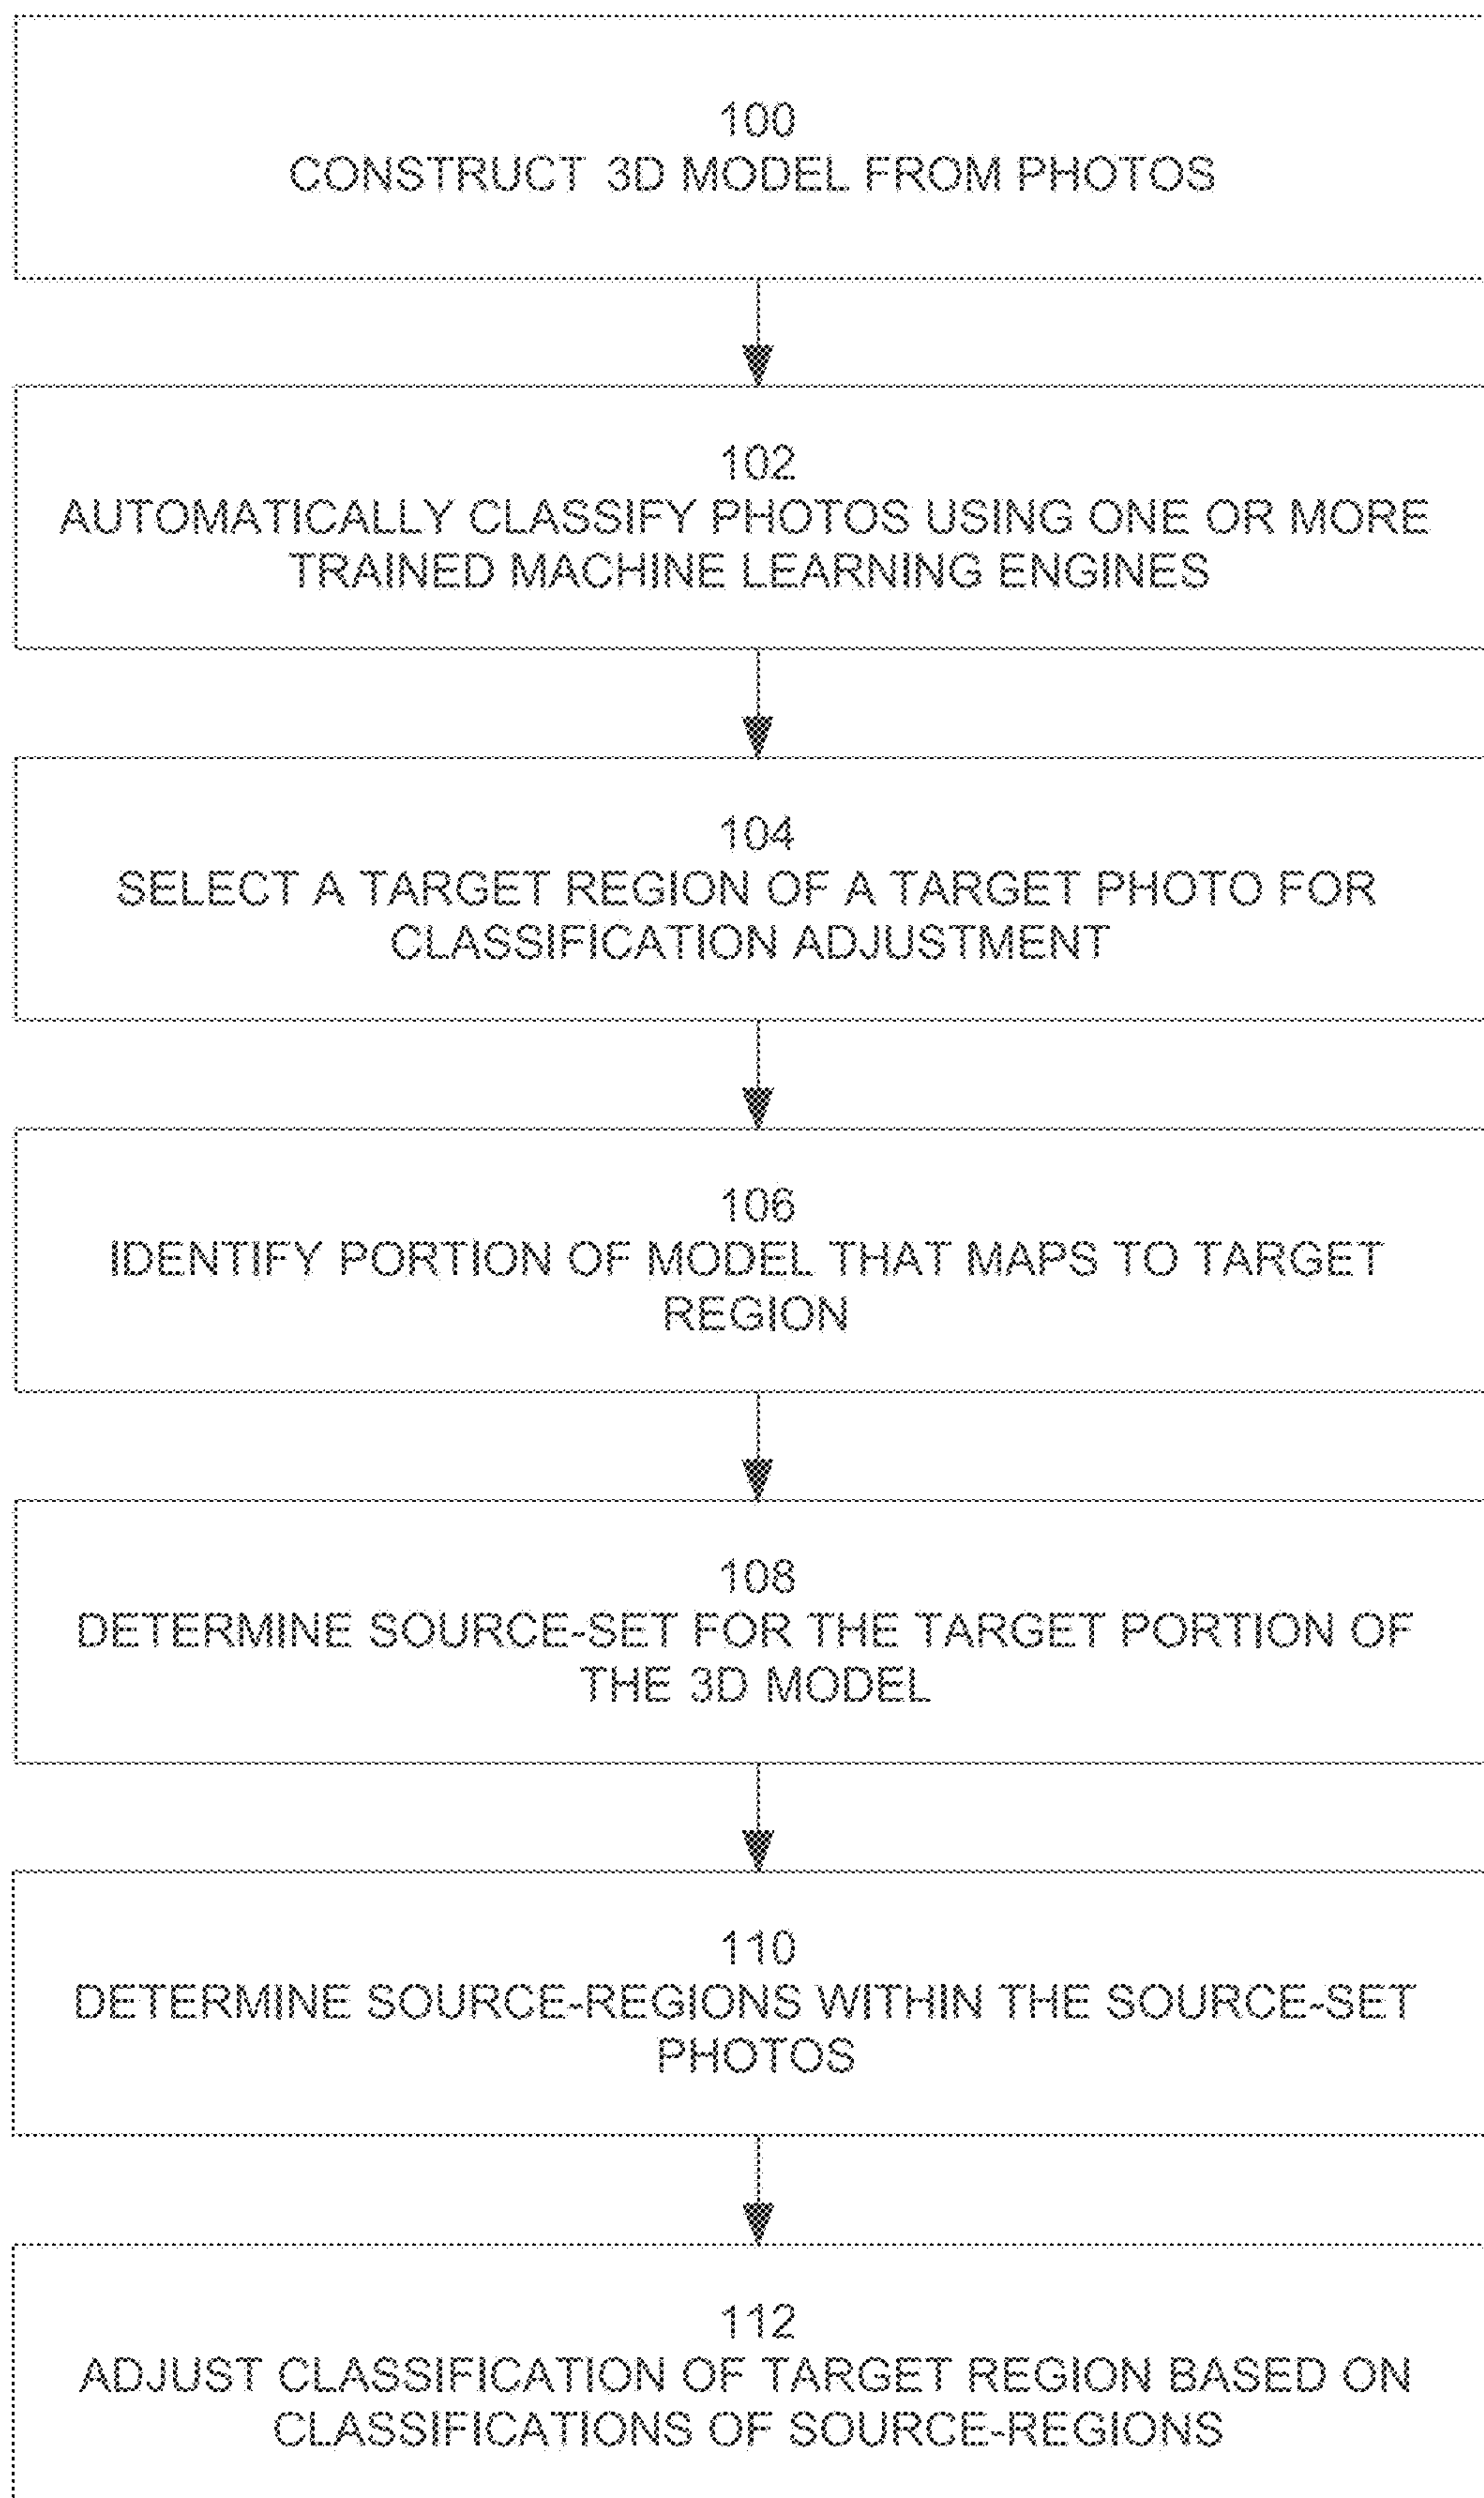 100
CONSTRUCT 3D MODEL FROM PHOTOS
102
AUTOMATICALLY CLASSIFY PHOTOS USING ONE OR MORE
TRAINED MACHINE LEARNING ENGINES
104
SELECT A TARGET REGION OF A TARGET PHOTO FOR
CLASSIFICATION ADJUSTMENT
106
IDENTIFY PORTION OF MODEL THAT MAPS TO TARGET
REGION
108
DETERMINE SOURCE-SET FOR THE TARGET PORTION OF
THE 3D MODEL
110
DETERMINE SOURCE-REGIONS WITHIN THE SOURCE-SET
PHOTOS
112
ADJUST CLASSIFICATION OF TARGET REGION BASED ON
CLASSIFICATIONS OF SOURCE-REGIONS